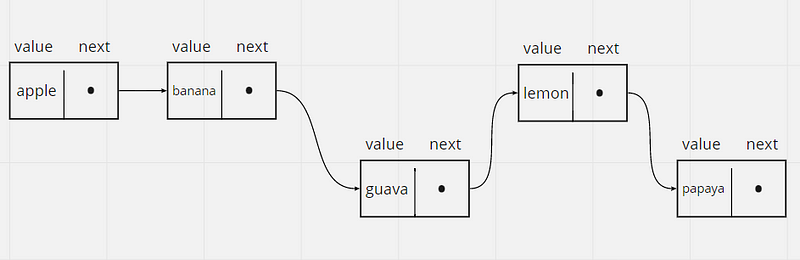 value next
apple
value next
banana
value next
guava
value next
lemon
value next
papaya